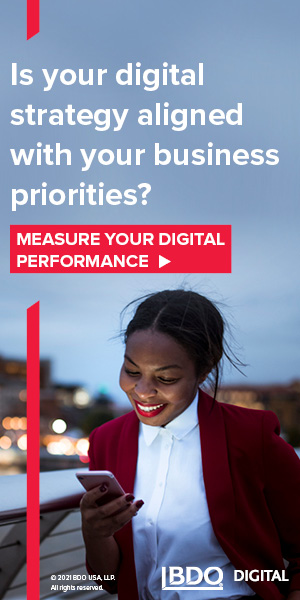 Is your digital
strategy aligned
with your business
priorities?
MEASURE YOUR DIGITAL
PERFORMANCE
© 2021 BDO USA, LLP.
All rights reserved.
BDO DIGITAL